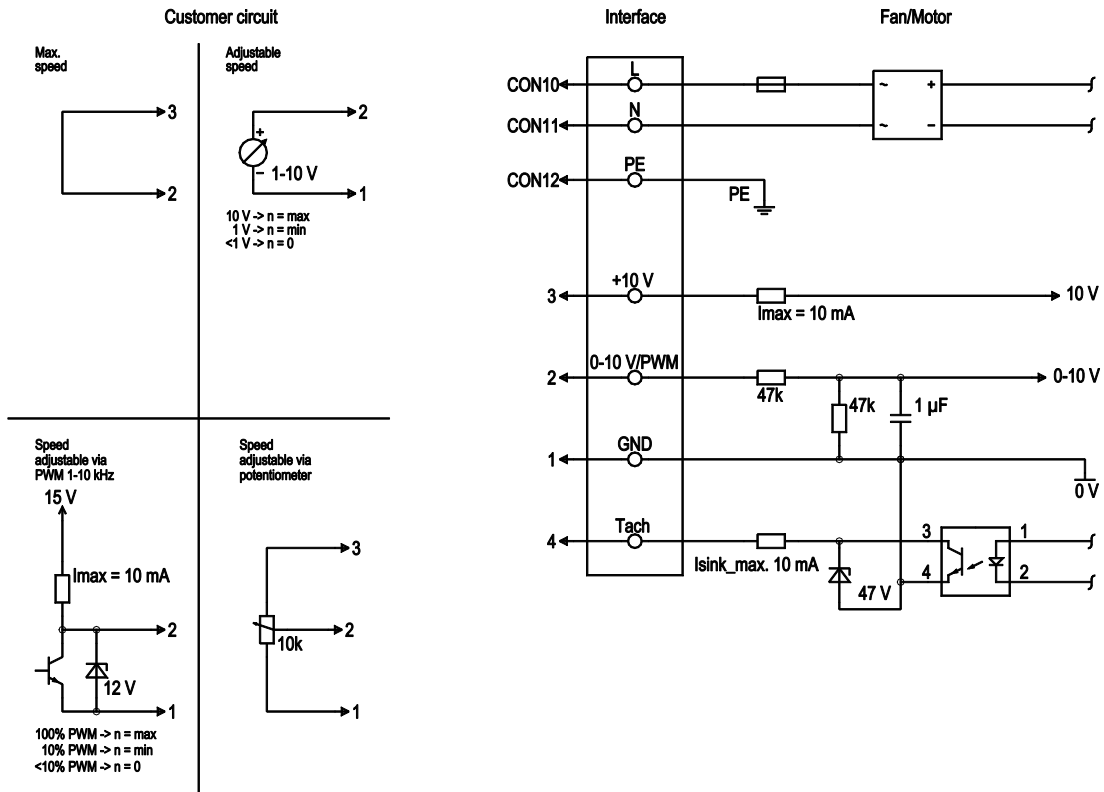 Customer circuit
Max.
speed
3
2
Adjustable
speed
2
+
–
1-10 V
1
10 V -> n = max
1 V -> n = min
<1 V -> n = 0
Speed
adjustable via
PWM 1-10 kHz
15 V
Imax = 10 mA
2
12 V
1
100% PWM -> n = max
10% PWM -> n = min
<10% PWM -> n = 0
Speed
adjustable via
potentiometer
3
2
10k
1
Interface
Fan/Motor
CON10
L
~
+
CON11
N
~
–
CON12
PE
PE
3
+10 V
10 V
Imax = 10 mA
2
0-10 V/PWM
0-10 V
47k
47k
1 µF
1
GND
0 V
4
Tach
3
1
Isink_max. 10 mA
4
2
47 V